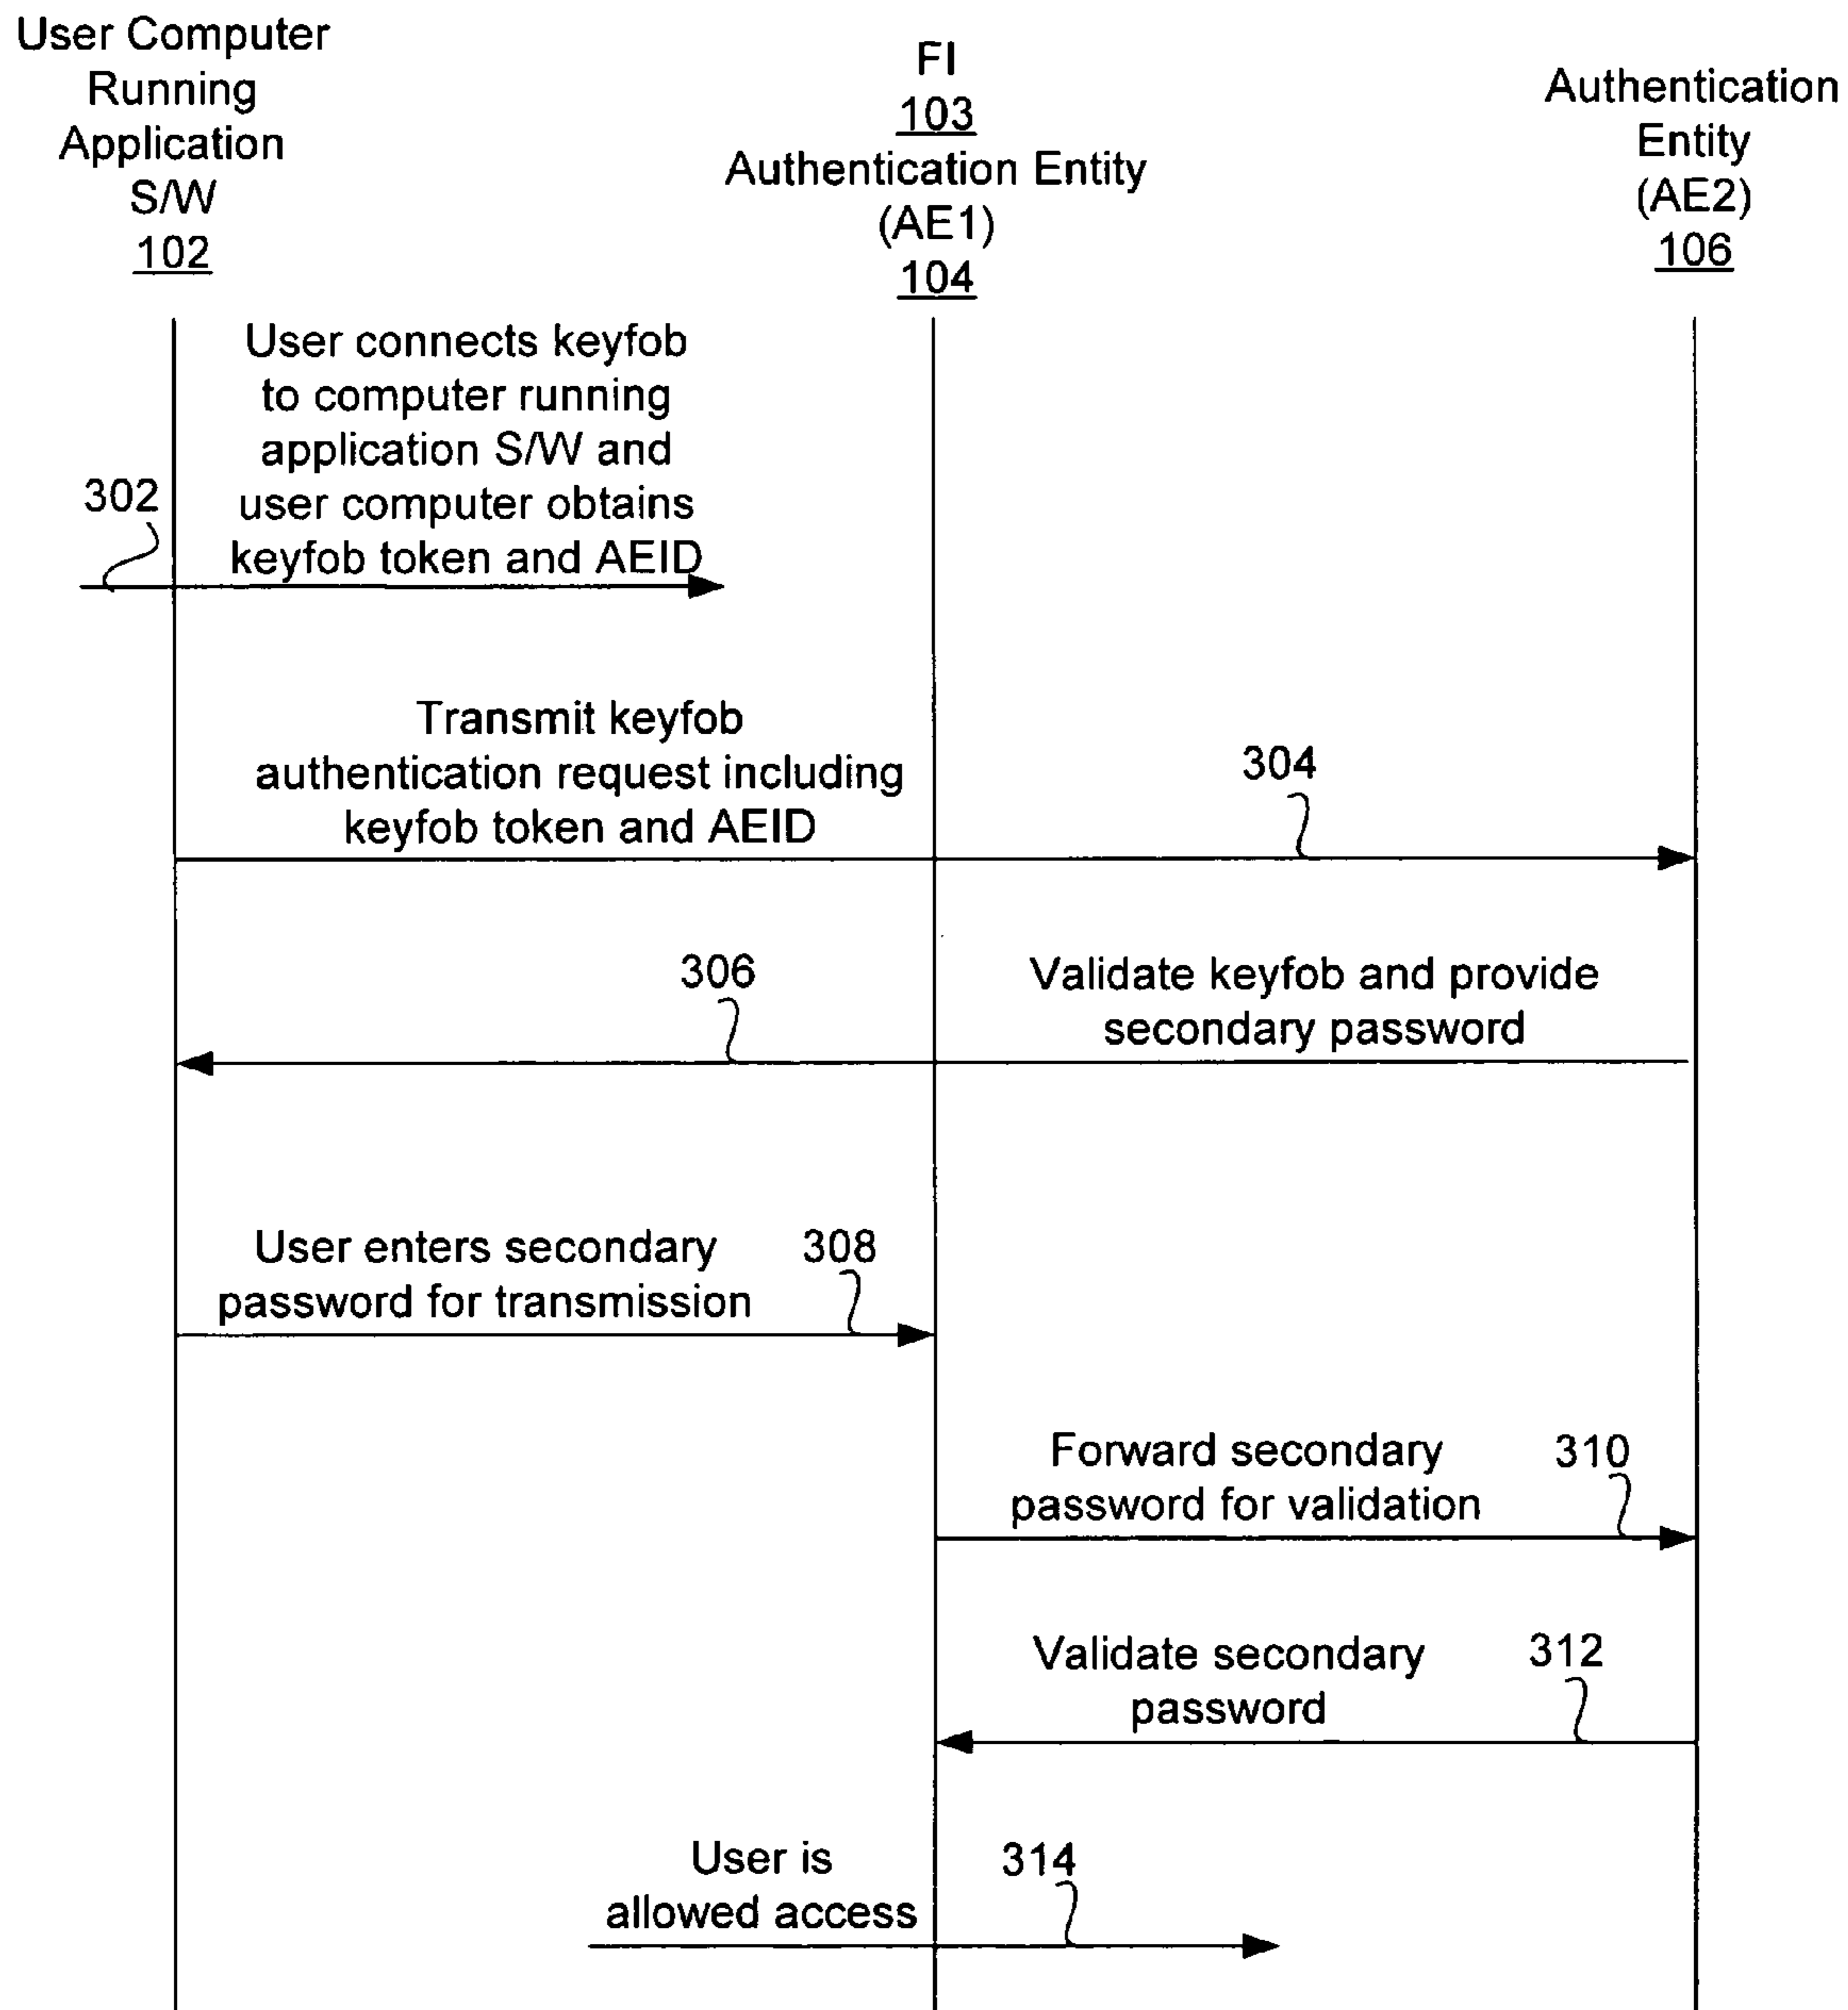 User Computer
Running
Application
S/W
102
FI
103
Authentication Entity
(AE1)
104
Authentication
Entity
(AE2)
106
User connects keyfob
to computer running
application S/W and
user computer obtains
keyfob token and AEID
302
Transmit keyfob
authentication request including
keyfob token and AEID
304
306
Validate keyfob and provide
secondary password
User enters secondary
password for transmission
308
Forward secondary
password for validation
310
Validate secondary
password
312
User is
allowed access
314